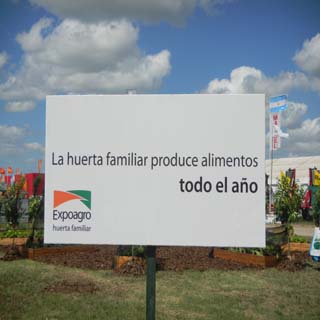 La huerta familiar produce alimentos
todo el año
Expoagro
huerta familiar